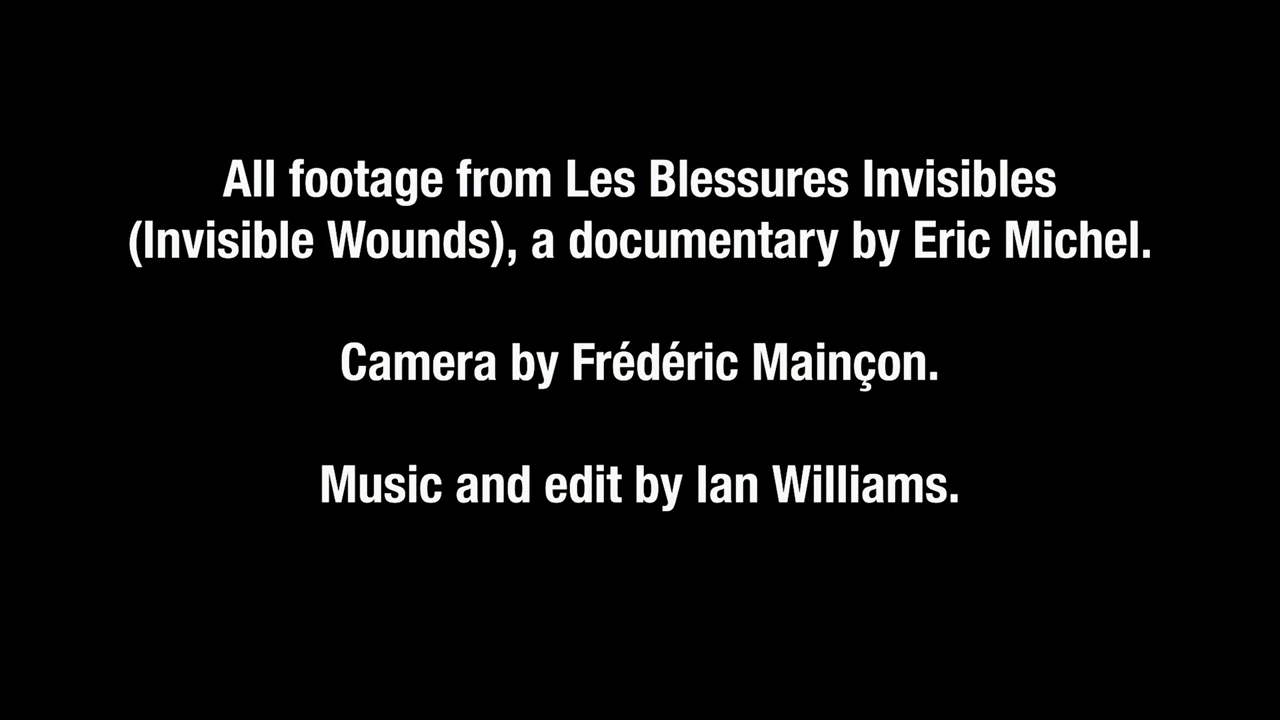 All footage from Les Blessures Invisibles
(Invisible Wounds), a documentary by Eric Michel.
Camera by Frédéric Mainçon.
Music and edit by Ian Williams.